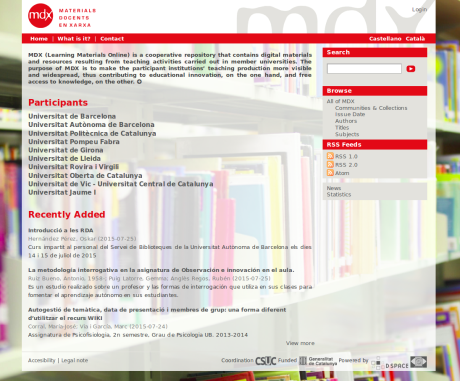 mdx
MATERIALS
DOCENTS
EN XARXA
Login
Home | What is it? | Contact
Castellano Català
MDX (Learning Materials Online) is a cooperative repository that contains digital materials
and resources resulting from teaching activities carried out in member universities. The
purpose of MDX is to make the participant institutions' teaching production more visible
and widespread, thus contributing to educational innovation, on the one hand, and free
access to knowledge, on the other.
Participants
Universitat de Barcelona
Universitat Autònoma de Barcelona
Universitat Politècnica de Catalunya
Universitat Pompeu Fabra
Universitat de Girona
Universitat de Lleida
Universitat Rovira i Virgili
Universitat Oberta de Catalunya
Universitat de Vic - Universitat Central de Catalunya
Universitat Jaume I
Recently Added
Introducció a les RDA
Hernández Pérez, Oskar (2015-07-25)
Curs impartit al personal del Servei de Biblioteques de la Universitat Autònoma de Barcelona els dies
14 i 15 de juliol de 2015
La metodología interrogativa en la asignatura de Observación e innovación en el aula.
Ruiz Bueno, Antonio, 1958-; Puig Latorre, Gemma; Anglès Regos, Rubén (2015-07-25)
Es un estudio realizado sobre un profesor y las formas de interrogación que utiliza en sus clases para
fomentar el aprendizaje autónomo en sus estudiantes.
Autogestió de temàtica, data de presentació i membres de grup: una forma diferent
d'utilitzar el recurs WIKI
Corral, María-José; Vía i García, Marc (2015-07-24)
Assignatura de Psicofisiologia, 2n semestre, Grau de Psicologia UB. 2013-2014
View more
Search
Browse
All of MDX
Communities & Collections
Issue Date
Authors
Titles
Subjects
RSS Feeds
RSS 1.0
RSS 2.0
Atom
News
Statistics
Accesibility | Legal note
Coordination CSUC Funded Generalitat de Catalunya Powered by DSPACE